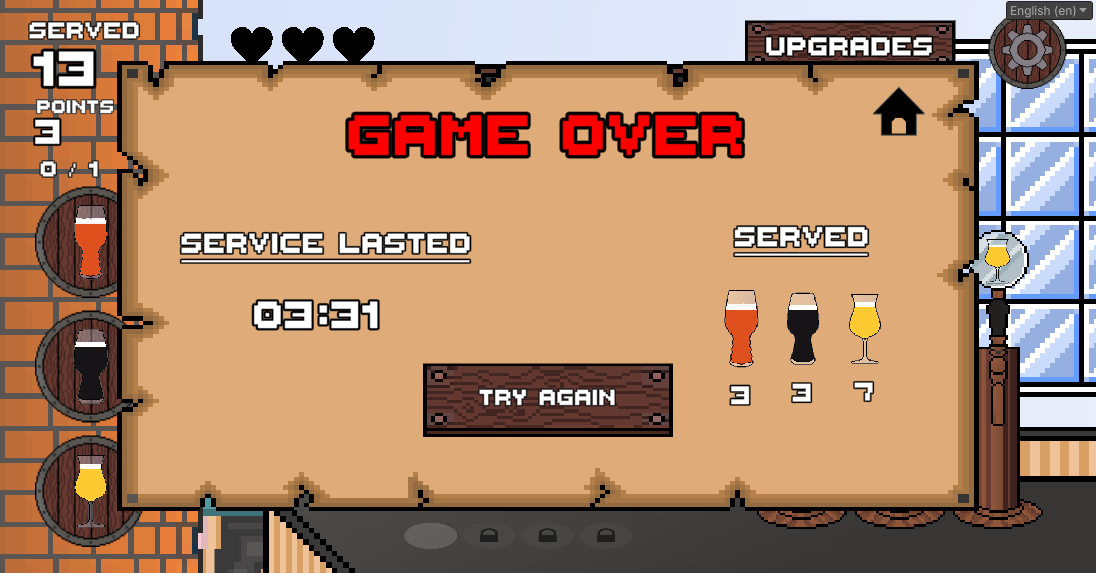 English (en)
SERVED
13
POINTS
3
0 / 1
UPGRADES
GAME OVER
SERVICE LASTED
03:31
SERVED
3 3 7
TRY AGAIN